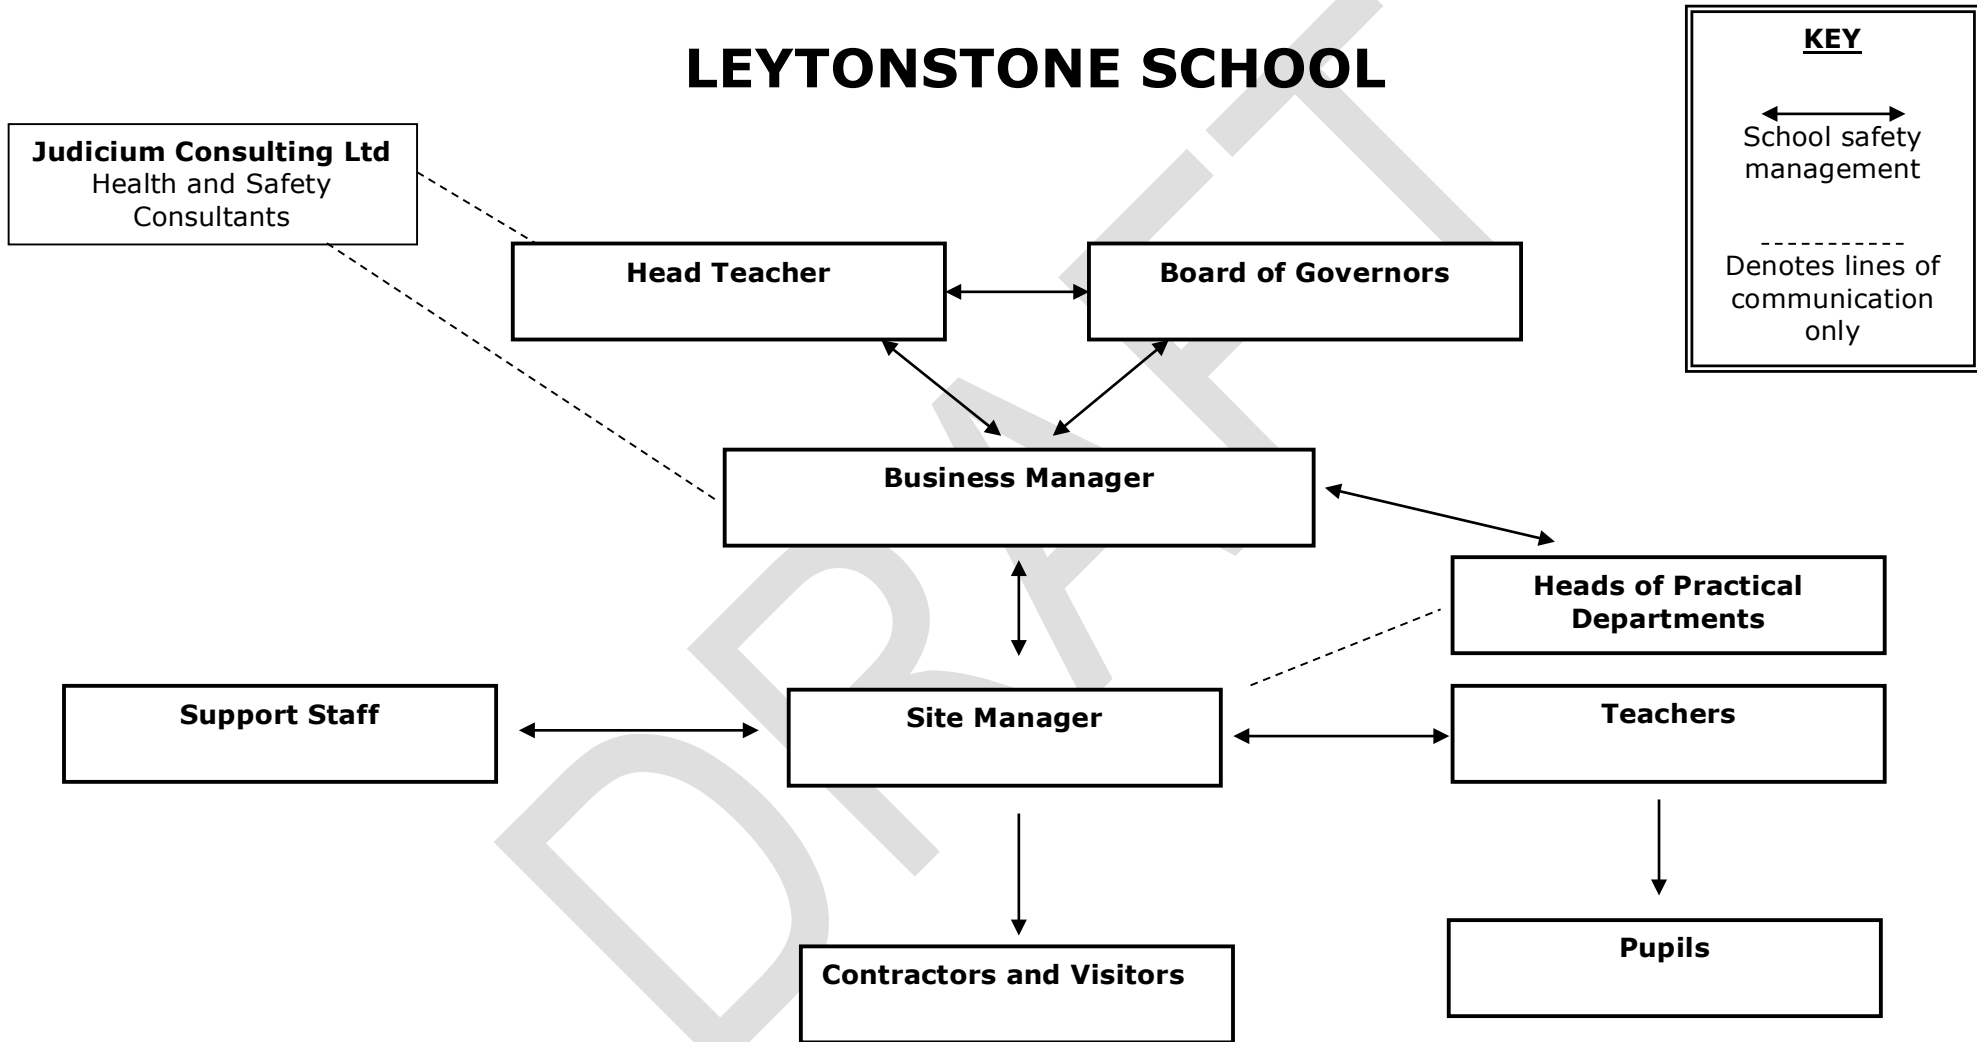 LEYTONSTONE SCHOOL
KEY
School safety
management
Denotes lines of
communication
only
Judicium Consulting Ltd
Health and Safety
Consultants
Head Teacher
Board of Governors
Business Manager
Heads of Practical
Departments
Support Staff
Site Manager
Teachers
Contractors and Visitors
Pupils
DRAFT